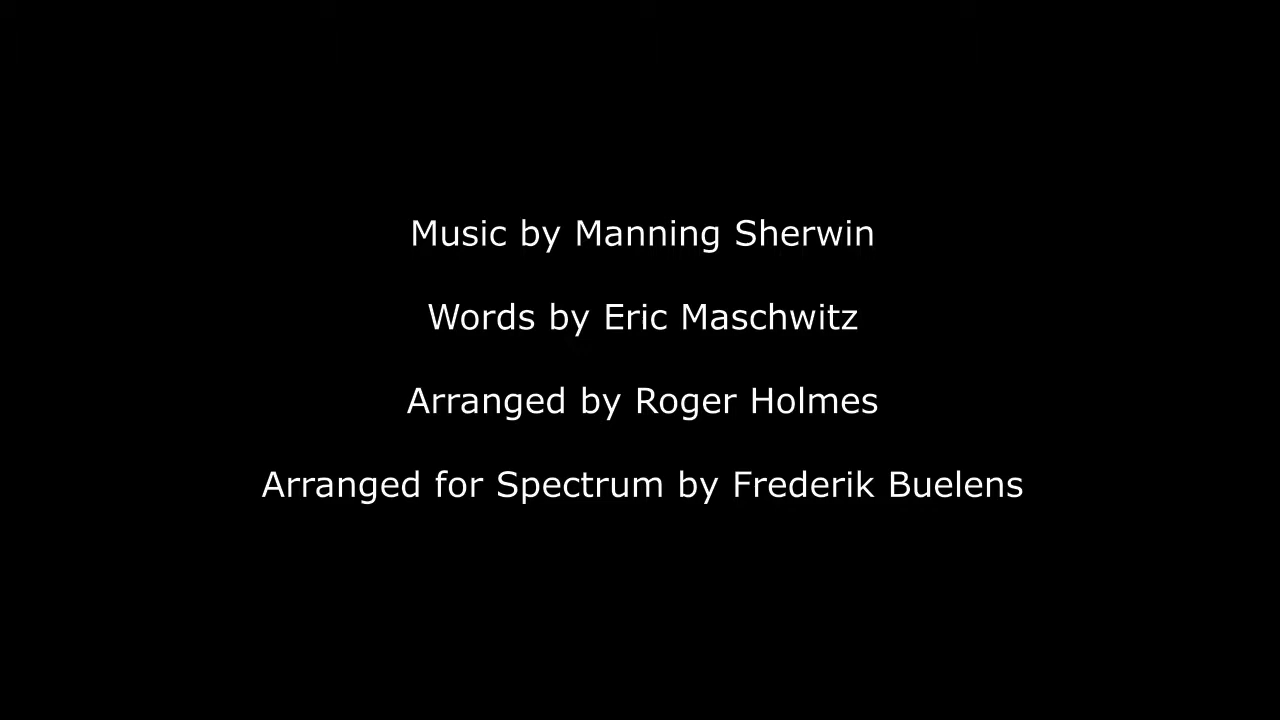 Music by Manning Sherwin
Words by Eric Maschwitz
Arranged by Roger Holmes
Arranged for Spectrum by Frederik Buelens